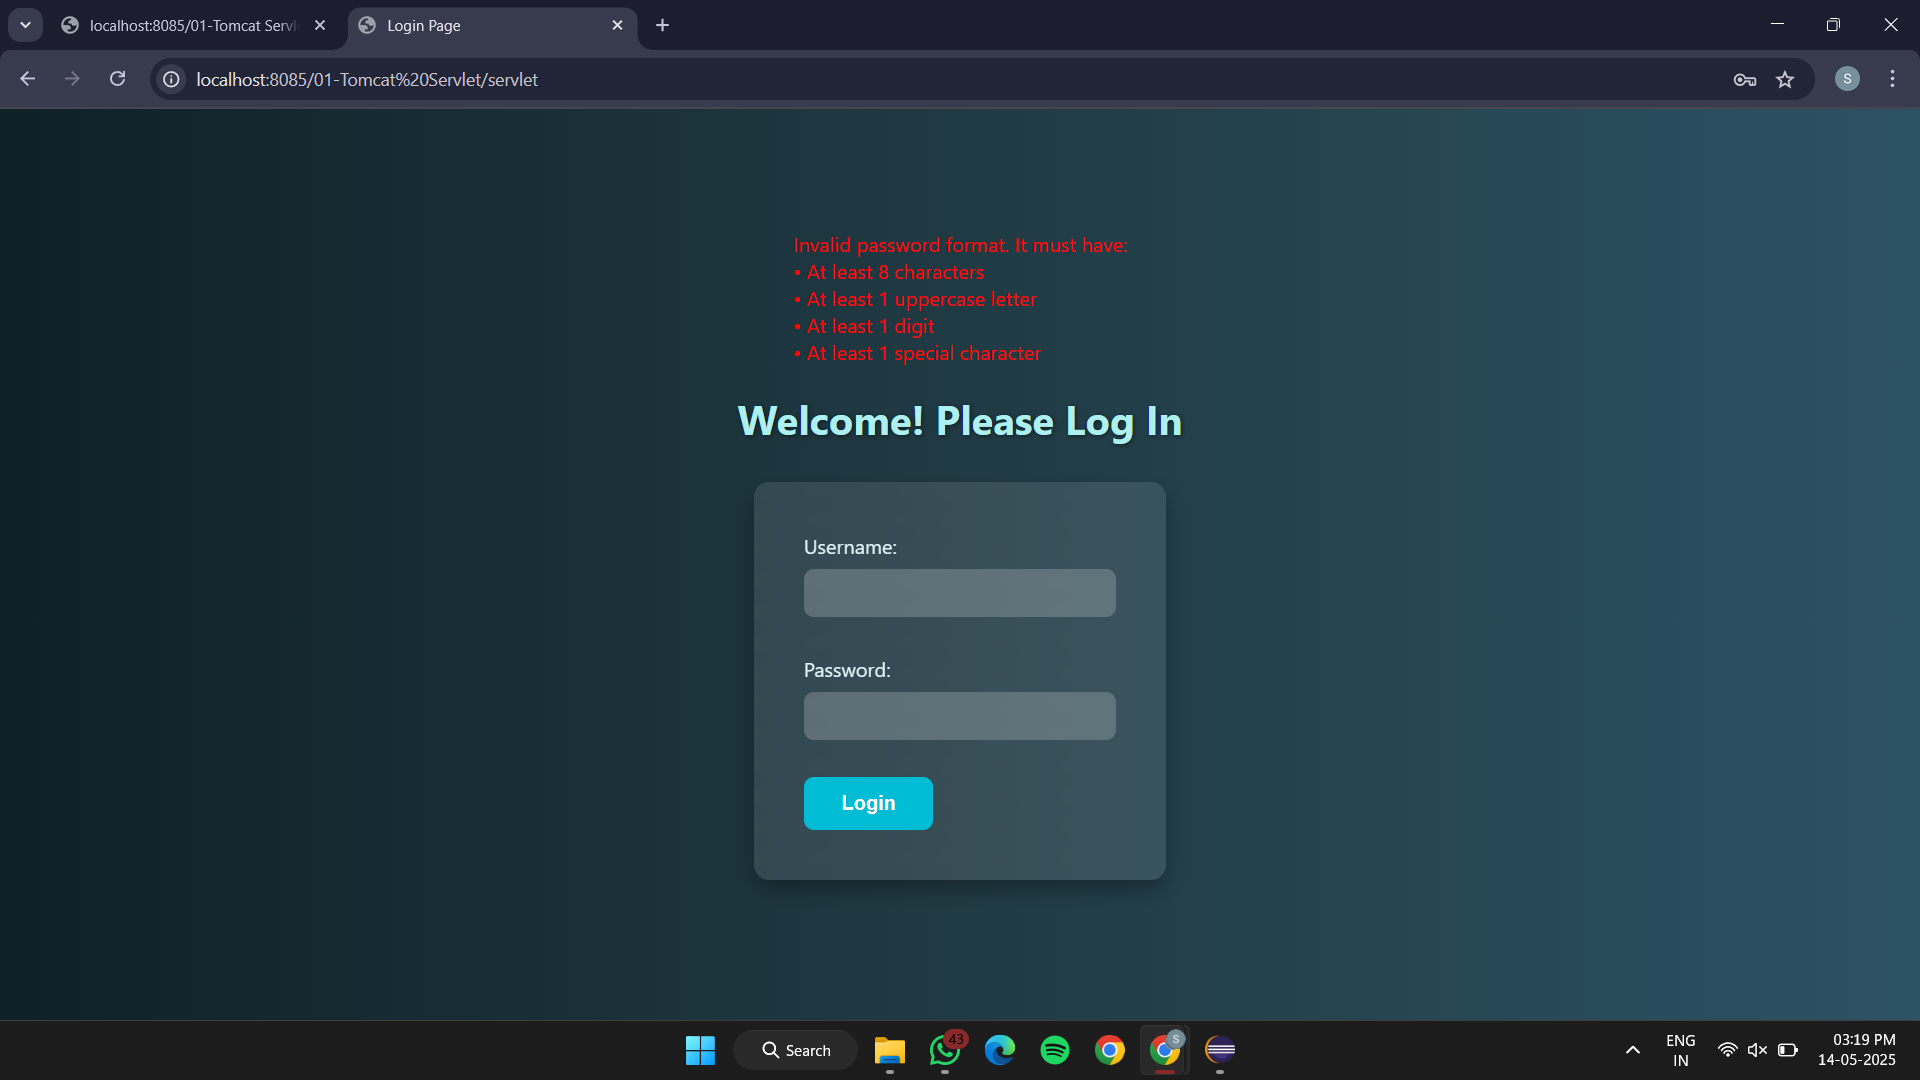 localhost:8085/01-Tomcat Servl
Login Page
localhost:8085/01-Tomcat%20Servlet/servlet
S
Invalid password format. It must have:
• At least 8 characters
• At least 1 uppercase letter
• At least 1 digit
• At least 1 special character
Welcome! Please Log In
Username:
Password:
Login
Search
43
S
ENG
IN
03:19 PM
14-05-2025